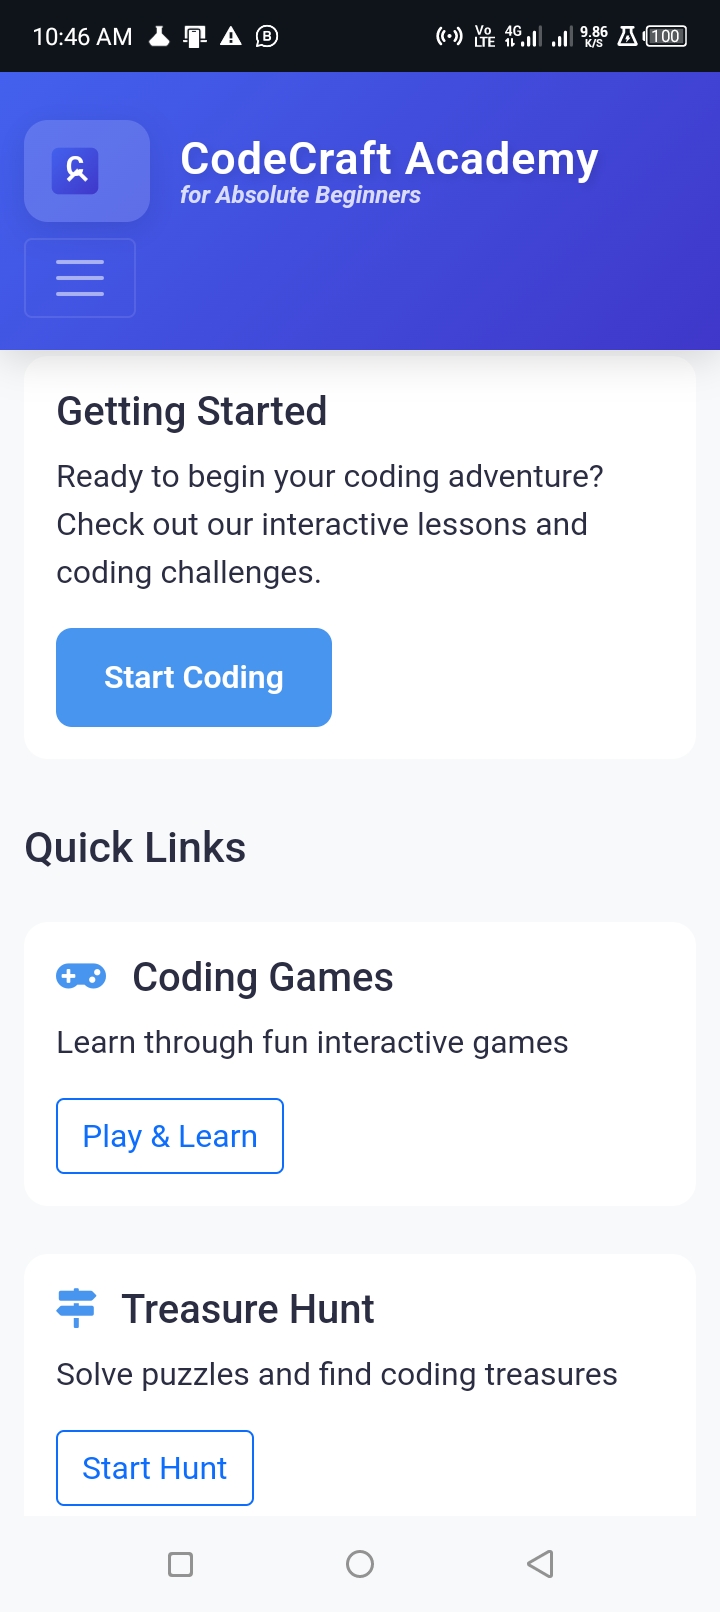 10:46 AM
B
Vo LTE 4G 9.86 K/S 100
CodeCraft Academy
for Absolute Beginners
Getting Started
Ready to begin your coding adventure?
Check out our interactive lessons and
coding challenges.
Start Coding
Quick Links
Coding Games
Learn through fun interactive games
Play & Learn
Treasure Hunt
Solve puzzles and find coding treasures
Start Hunt